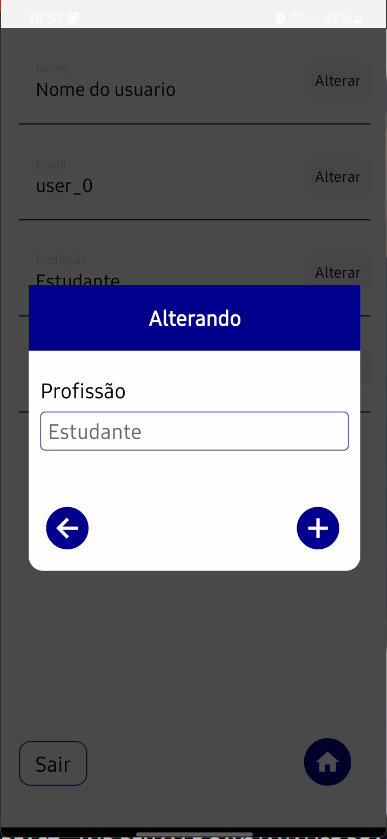 18:30
35%
Nome
Nome do usuario
Alterar
Email
user_0
Alterar
Profissão
Estudante
Alterar
Alterando
Profissão
Estudante
Sair